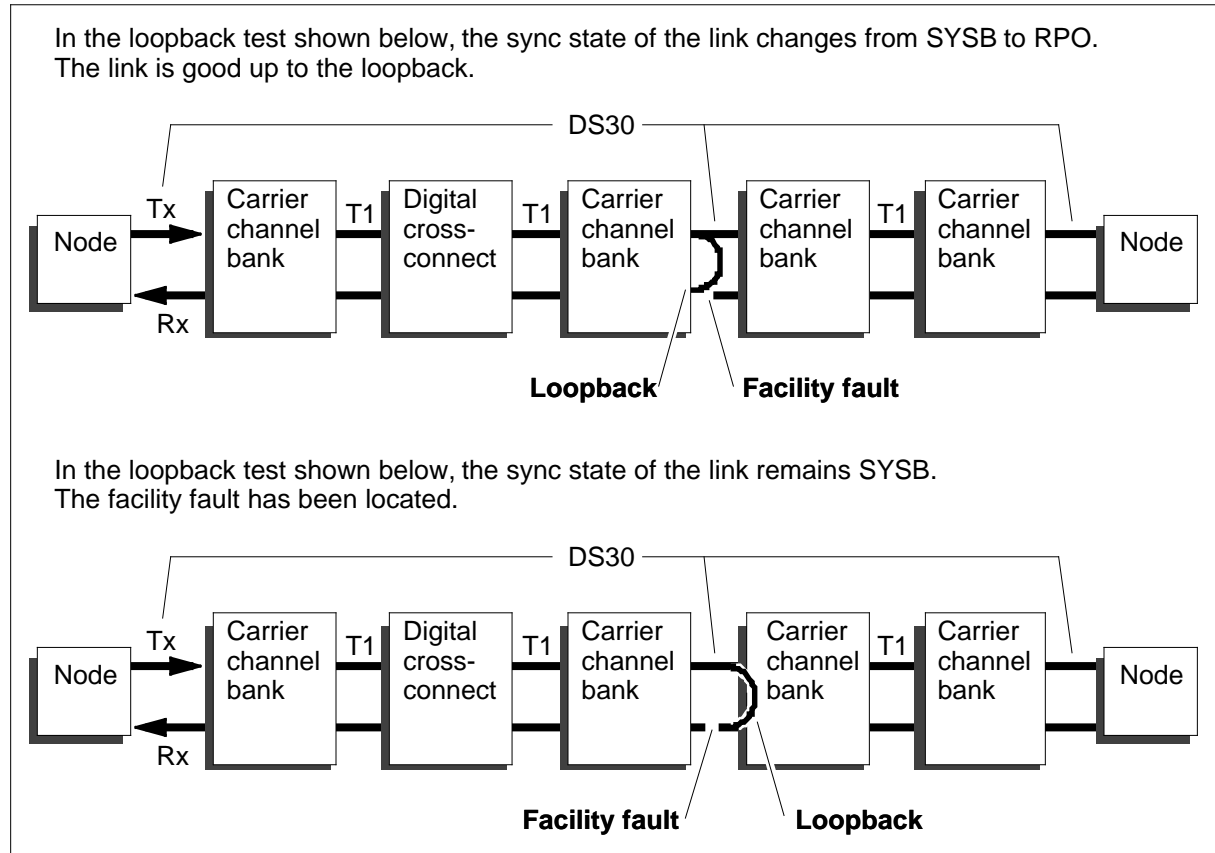 In the loopback test shown below, the sync state of the link changes from SYSB to RPO.
The link is good up to the loopback.
DS30
Node
Tx
Rx
Carrier
channel
bank
T1
Digital
cross-
connect
T1
Carrier
channel
bank
Carrier
channel
bank
T1
Carrier
channel
bank
Node
Loopback
Facility fault
In the loopback test shown below, the sync state of the link remains SYSB.
The facility fault has been located.
DS30
Node
Tx
Rx
Carrier
channel
bank
T1
Digital
cross-
connect
T1
Carrier
channel
bank
Carrier
channel
bank
T1
Carrier
channel
bank
Node
Facility fault
Loopback